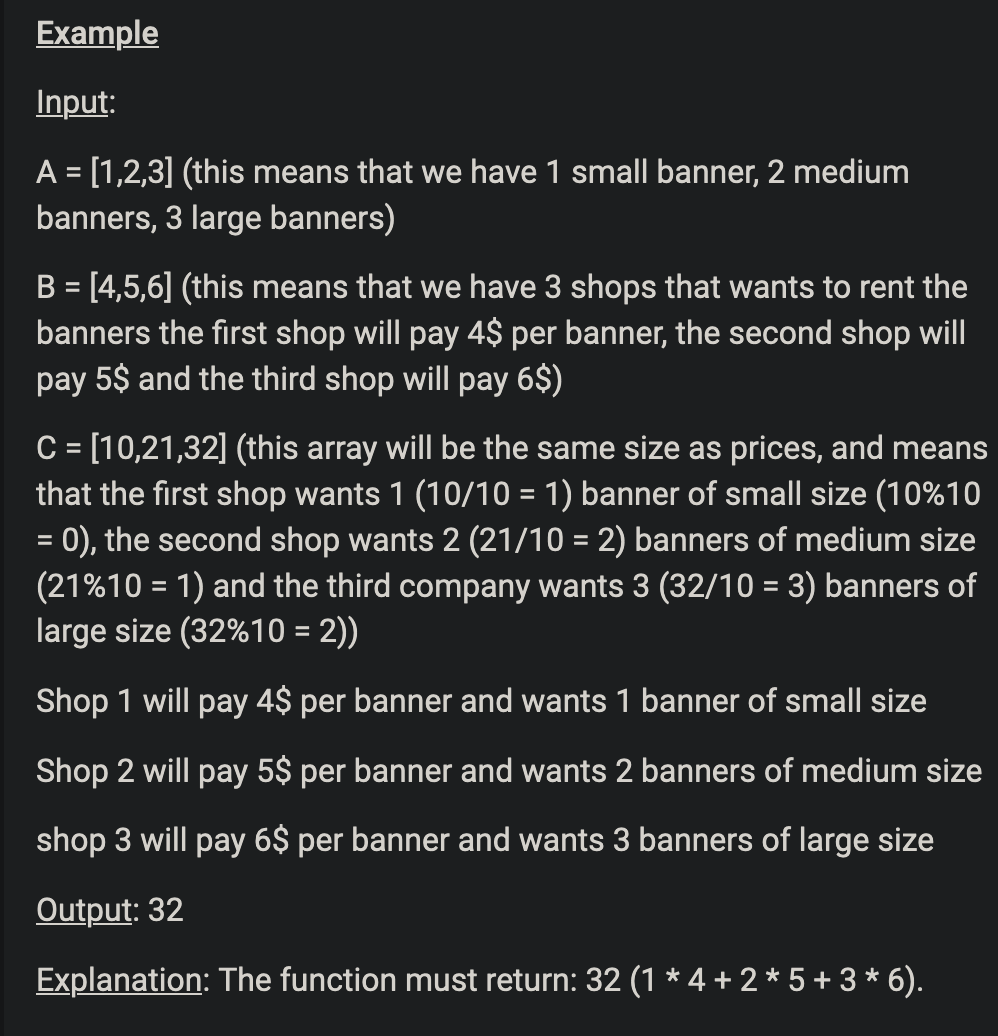 Example
Input:
A = [1,2,3] (this means that we have 1 small banner, 2 medium
banners, 3 large banners)
B = [4,5,6] (this means that we have 3 shops that wants to rent the
banners the first shop will pay 4$ per banner, the second shop will
pay 5$ and the third shop will pay 6$)
C = [10,21,32] (this array will be the same size as prices, and means
that the first shop wants 1 (10/10 = 1) banner of small size (10%10
= 0), the second shop wants 2 (21/10 = 2) banners of medium size
(21%10 = 1) and the third company wants 3 (32/10 = 3) banners of
large size (32%10 = 2))
Shop 1 will pay 4$ per banner and wants 1 banner of small size
Shop 2 will pay 5$ per banner and wants 2 banners of medium size
shop 3 will pay 6$ per banner and wants 3 banners of large size
Output: 32
Explanation: The function must return: 32 (1 * 4 + 2 * 5 + 3 * 6).